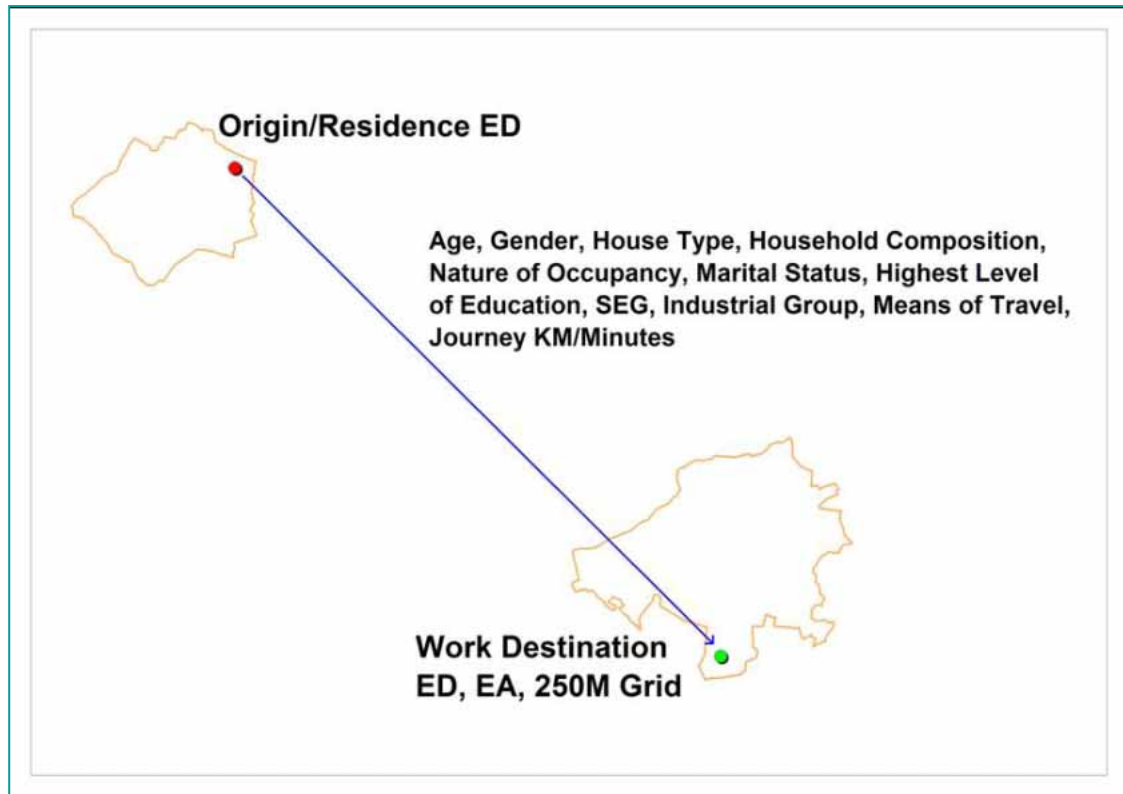 Origin/Residence ED
Age, Gender, House Type, Household Composition,
Nature of Occupancy, Marital Status, Highest Level
of Education, SEG, Industrial Group, Means of Travel,
Journey KM/Minutes
Work Destination
ED, EA, 250M Grid